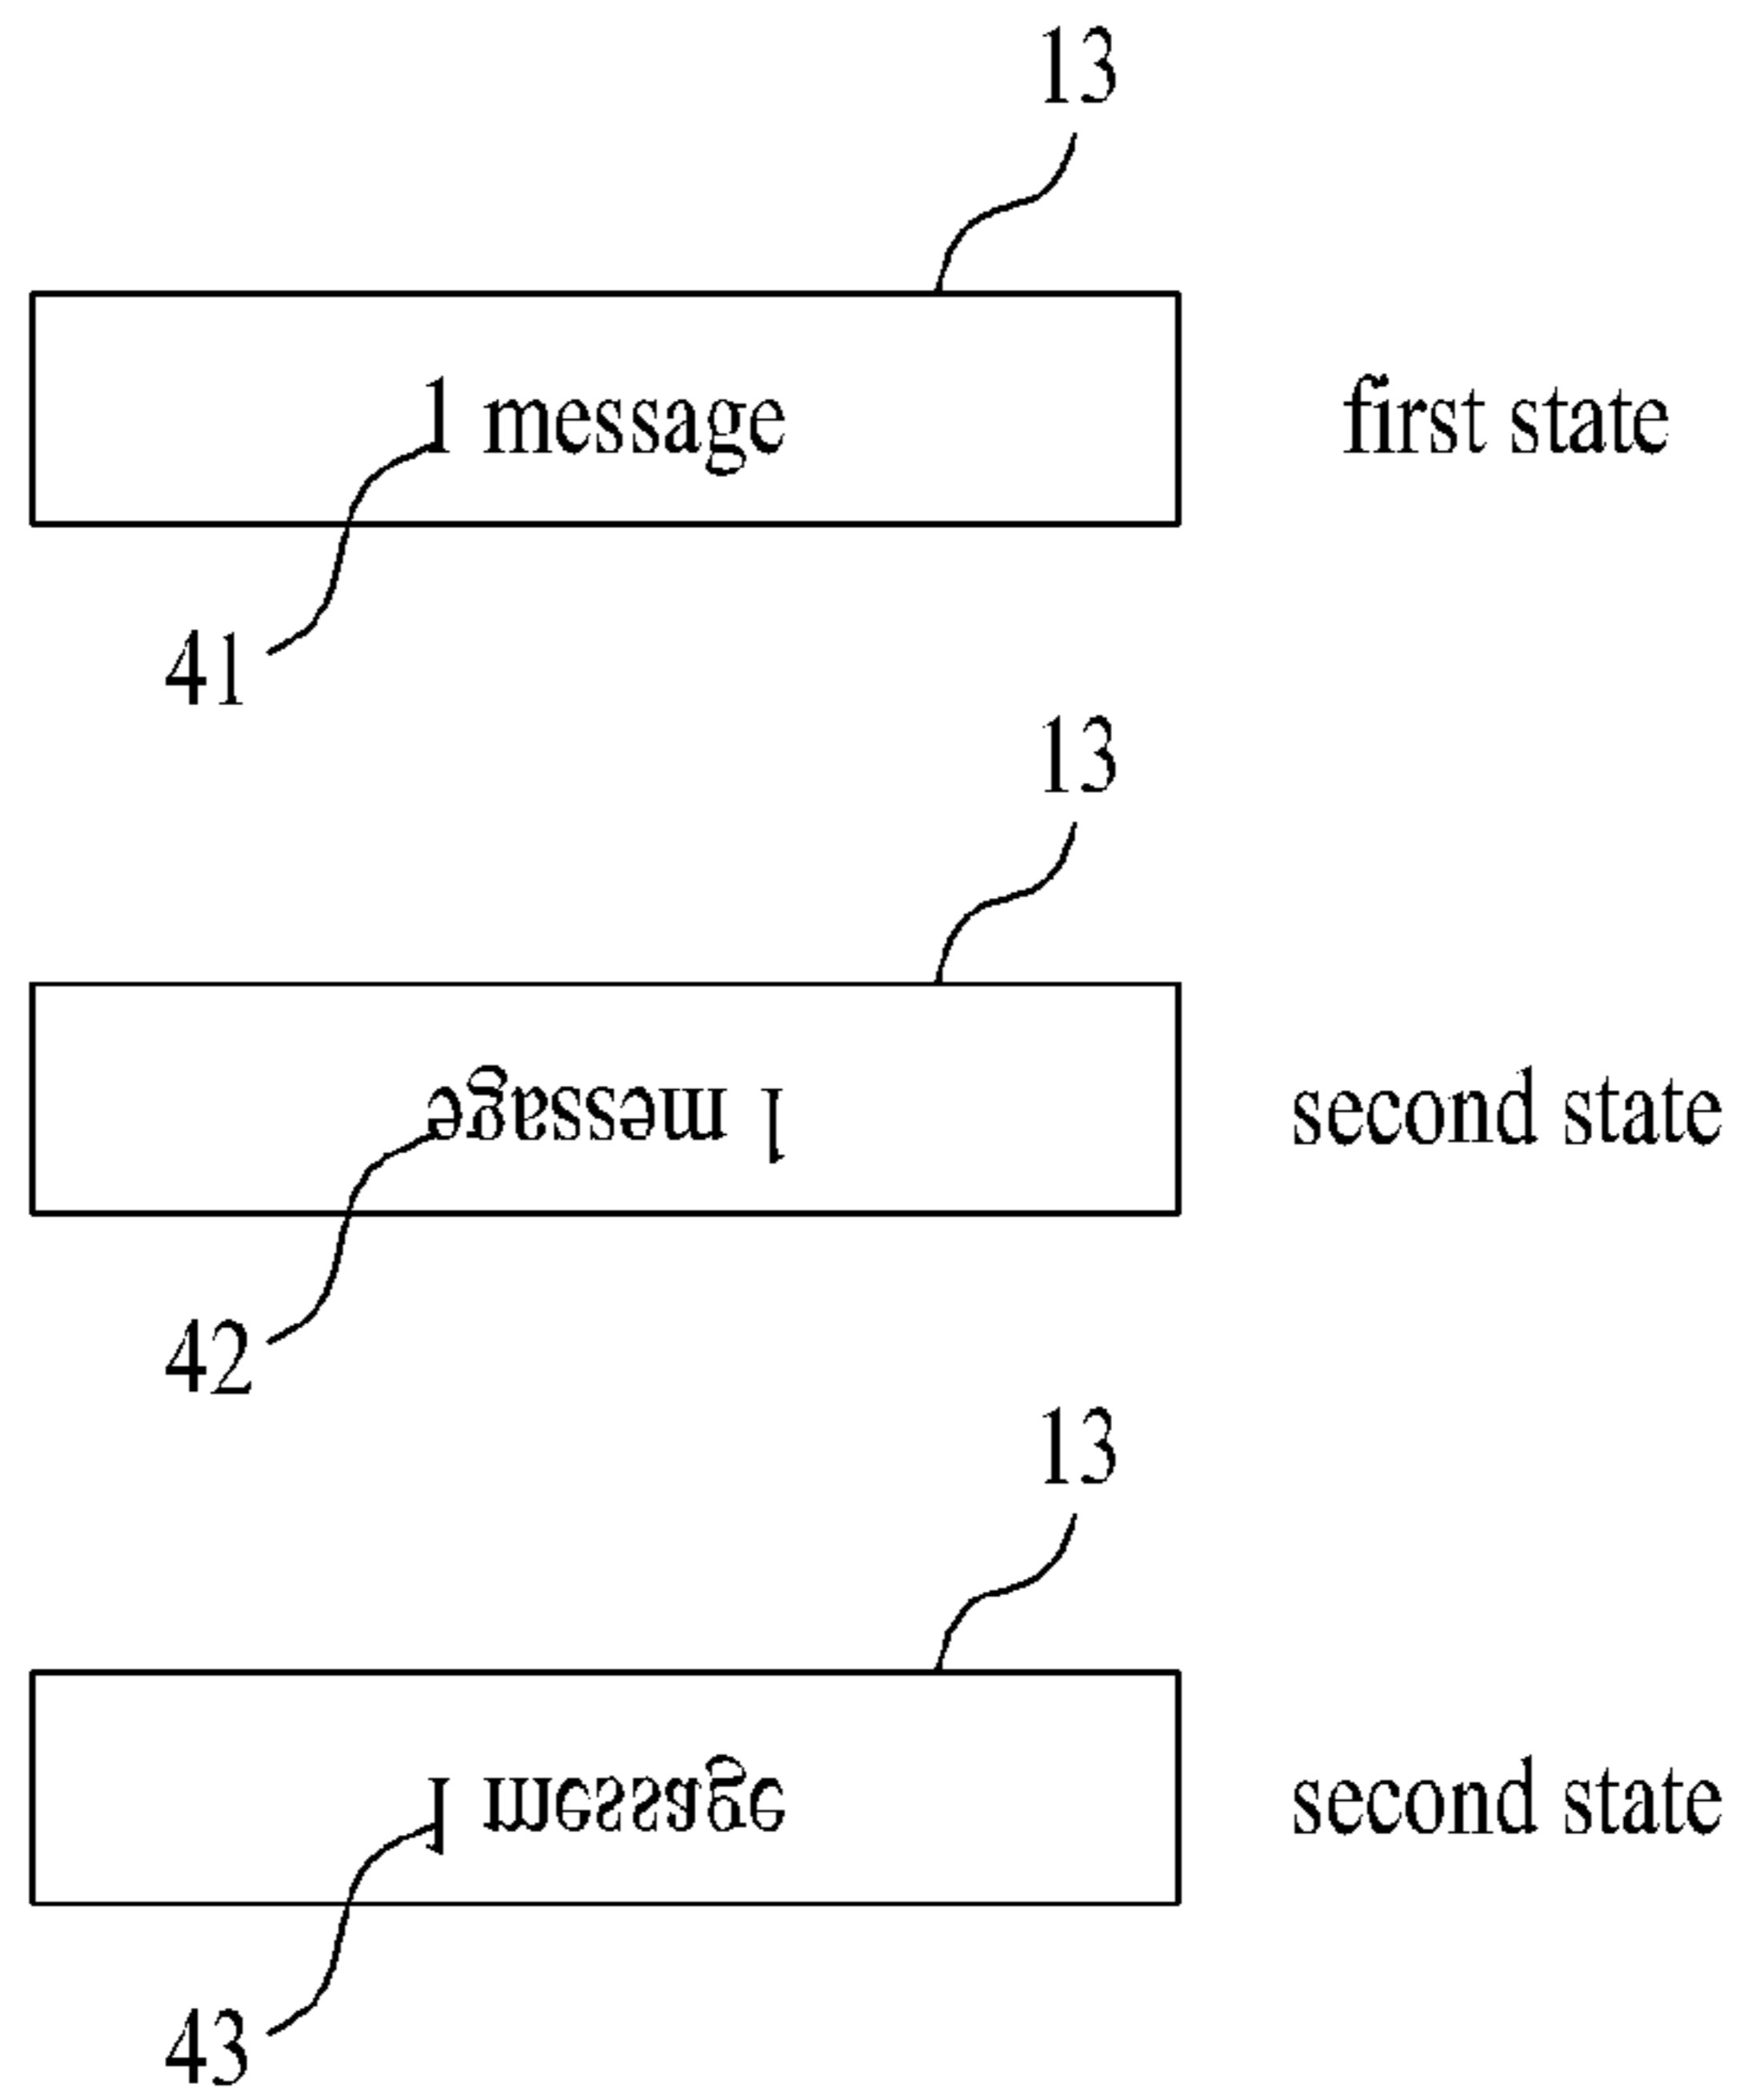 13
1 message
first state
41
13
1 message
second state
42
13
1 message
second state
43